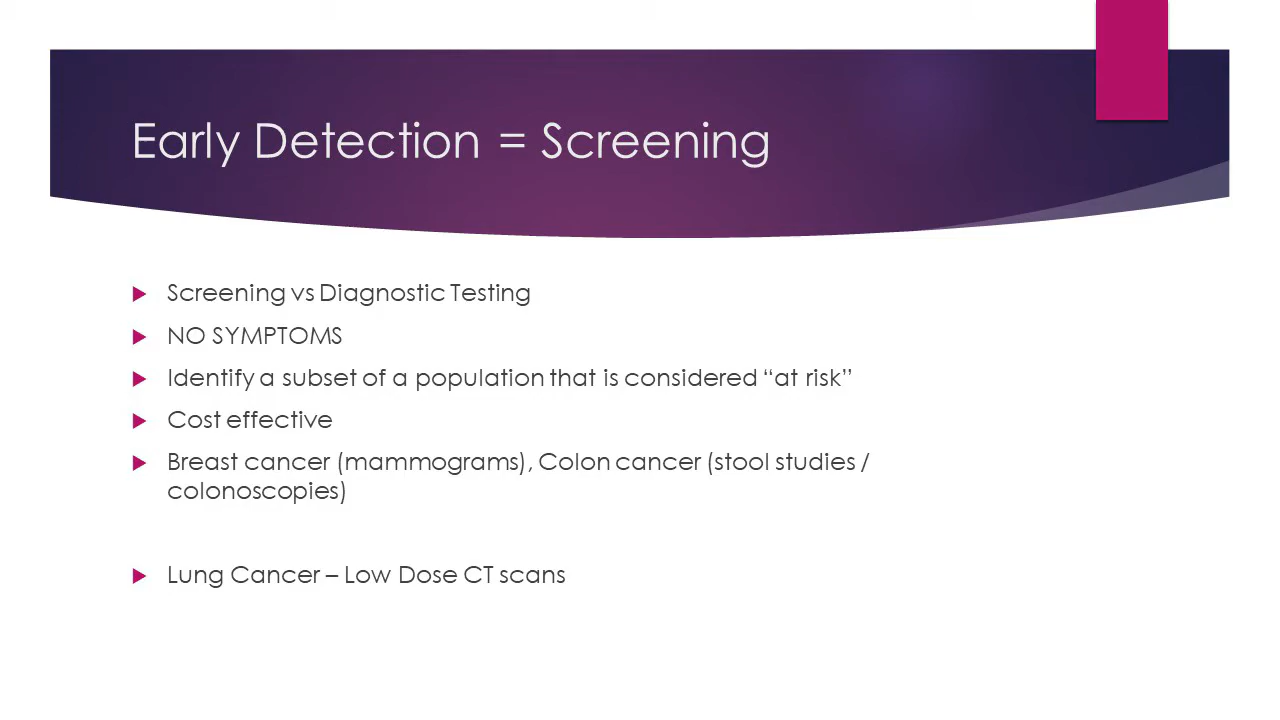 Early Detection = Screening
Screening vs Diagnostic Testing
NO SYMPTOMS
Identify a subset of a population that is considered “at risk”
Cost effective
Breast cancer (mammograms), Colon cancer (stool studies /
colonoscopies)
Lung Cancer – Low Dose CT scans